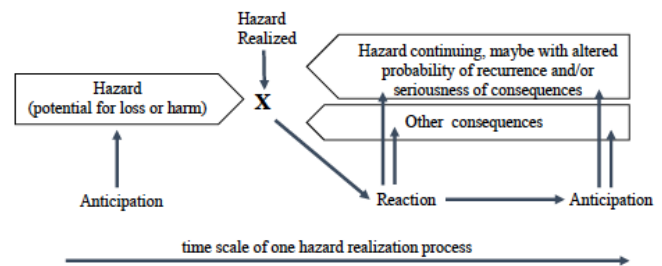 Hazard
Realized
Hazard continuing, maybe with altered
probability of recurrence and/or
seriousness of consequences
Hazard
(potential for loss or harm)
X
Other consequences
Anticipation
Reaction
Anticipation
time scale of one hazard realization process